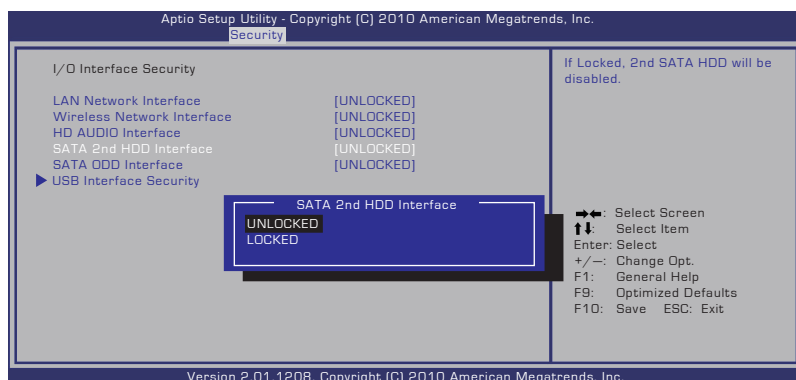 Aptio Setup Utility - Copyright (C) 2010 American Megatrends, Inc.
Security
I/O Interface Security
LAN Network Interface [UNLOCKED]
Wireless Network Interface [UNLOCKED]
HD AUDIO Interface [UNLOCKED]
SATA 2nd HDD Interface [UNLOCKED]
SATA ODD Interface [UNLOCKED]
USB Interface Security
SATA 2nd HDD Interface
UNLOCKED
LOCKED
If Locked, 2nd SATA HDD will be
disabled.
→←: Select Screen
↑↓: Select Item
Enter: Select
+/—: Change Opt.
F1: General Help
F9: Optimized Defaults
F10: Save ESC: Exit
Version 2.01.1208. Copyright (C) 2010 American Megatrends, Inc.